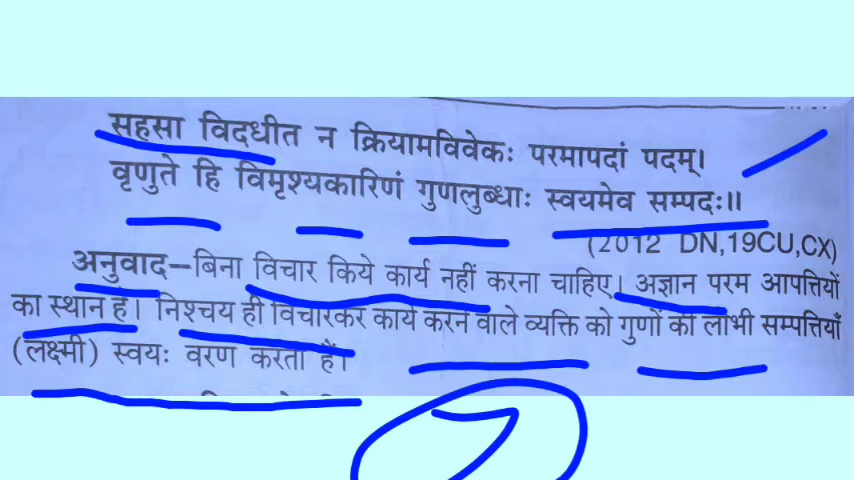 सहसा विदधीत न क्रियामविवेकः परमापदां पदम्।
वृणुते हि विमृश्यकारिणं गुणलुब्धाः स्वयमेव सम्पदः॥
(2012 DN,19CU,CX)
अनुवाद–बिना विचार किये कार्य नहीं करना चाहिए। अज्ञान परम आपत्तियों
का स्थान है। निश्चय ही विचारकर कार्य करने वाले व्यक्ति को गुणों की लोभी सम्पत्तियाँ
(लक्ष्मी) स्वयः वरण करता हैं।